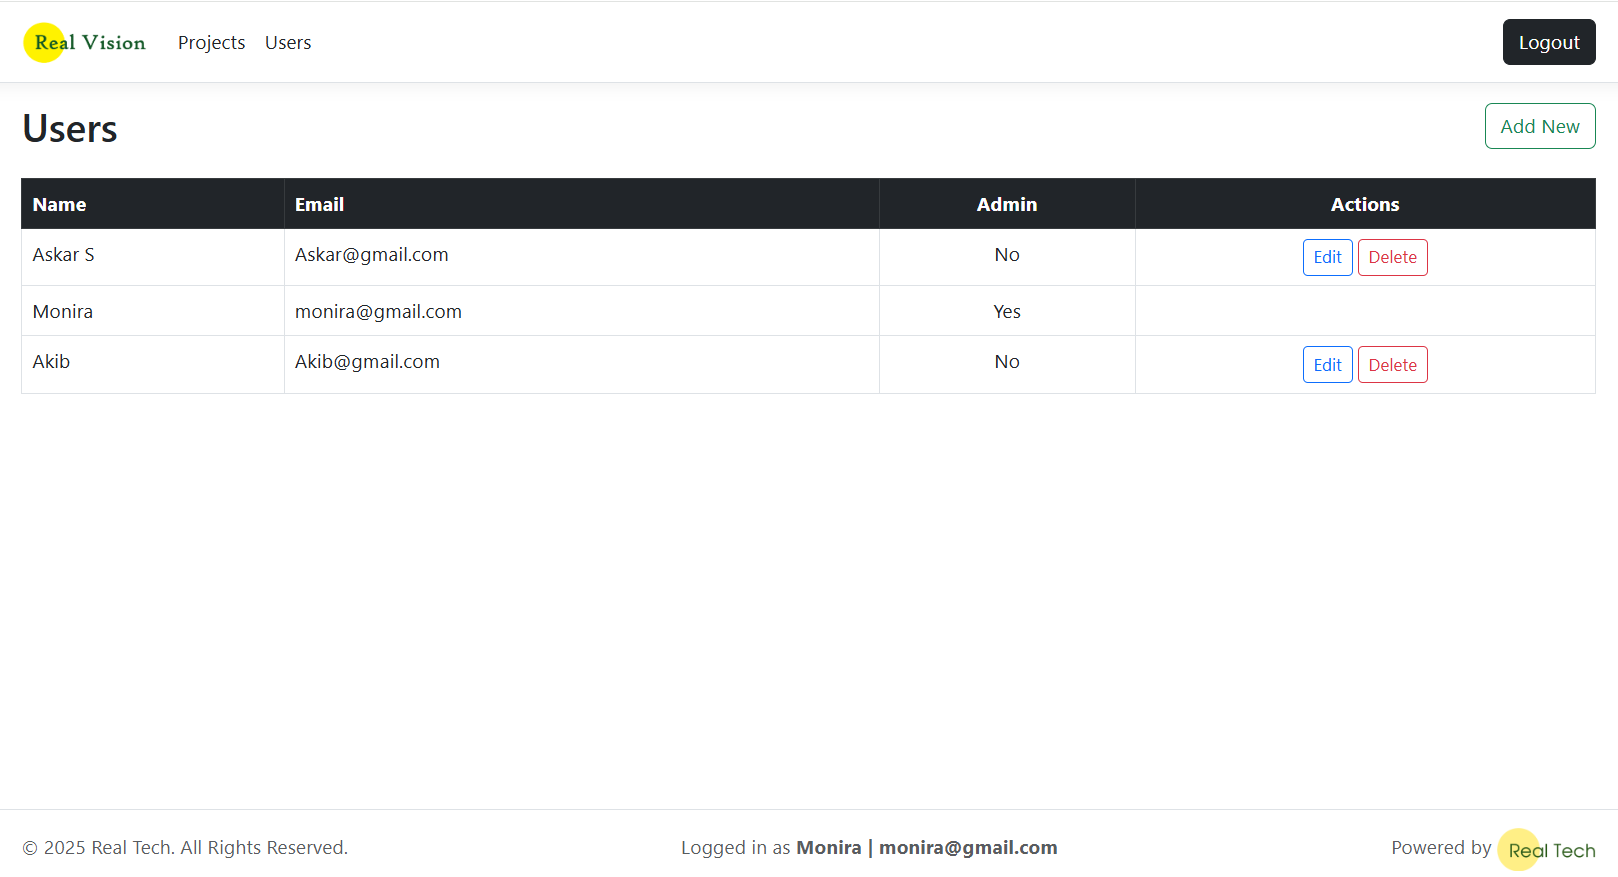 Real Vision Projects Users Logout
Users Add New
Name Email Admin Actions
Askar S Askar@gmail.com No Edit Delete
Monira monira@gmail.com Yes
Akib Akib@gmail.com No Edit Delete
© 2025 Real Tech. All Rights Reserved. Logged in as Monira | monira@gmail.com Powered by Real Tech